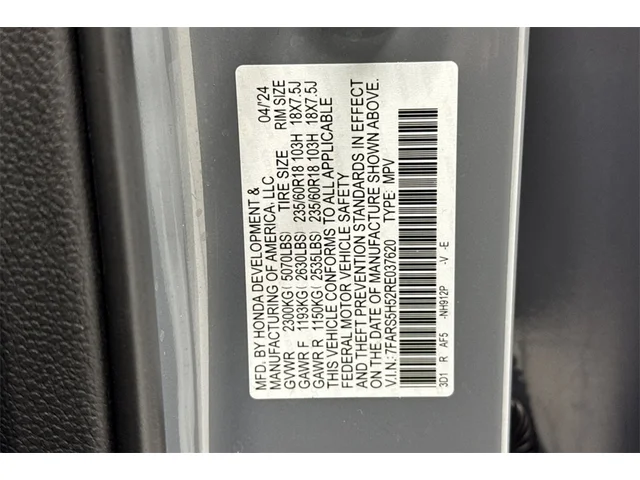 MFD. BY HONDA DEVELOPMENT &
MANUFACTURING OF AMERICA, LLC 04/'24
TIRE SIZE RIM SIZE
GVWR 2300KG( 5070LBS)
GAWR F 1193KG( 2630LBS) 235/60R18 103H 18X7.5J
GAWR R 1150KG( 2535LBS) 235/60R18 103H 18X7.5J
THIS VEHICLE CONFORMS TO ALL APPLICABLE
FEDERAL MOTOR VEHICLE SAFETY
AND THEFT PREVENTION STANDARDS IN EFFECT
ON THE DATE OF MANUFACTURE SHOWN ABOVE.
V.I.N:7FARS5H52RE037620 TYPE: MPV
3D1 R AF5 -NH912P -V -E